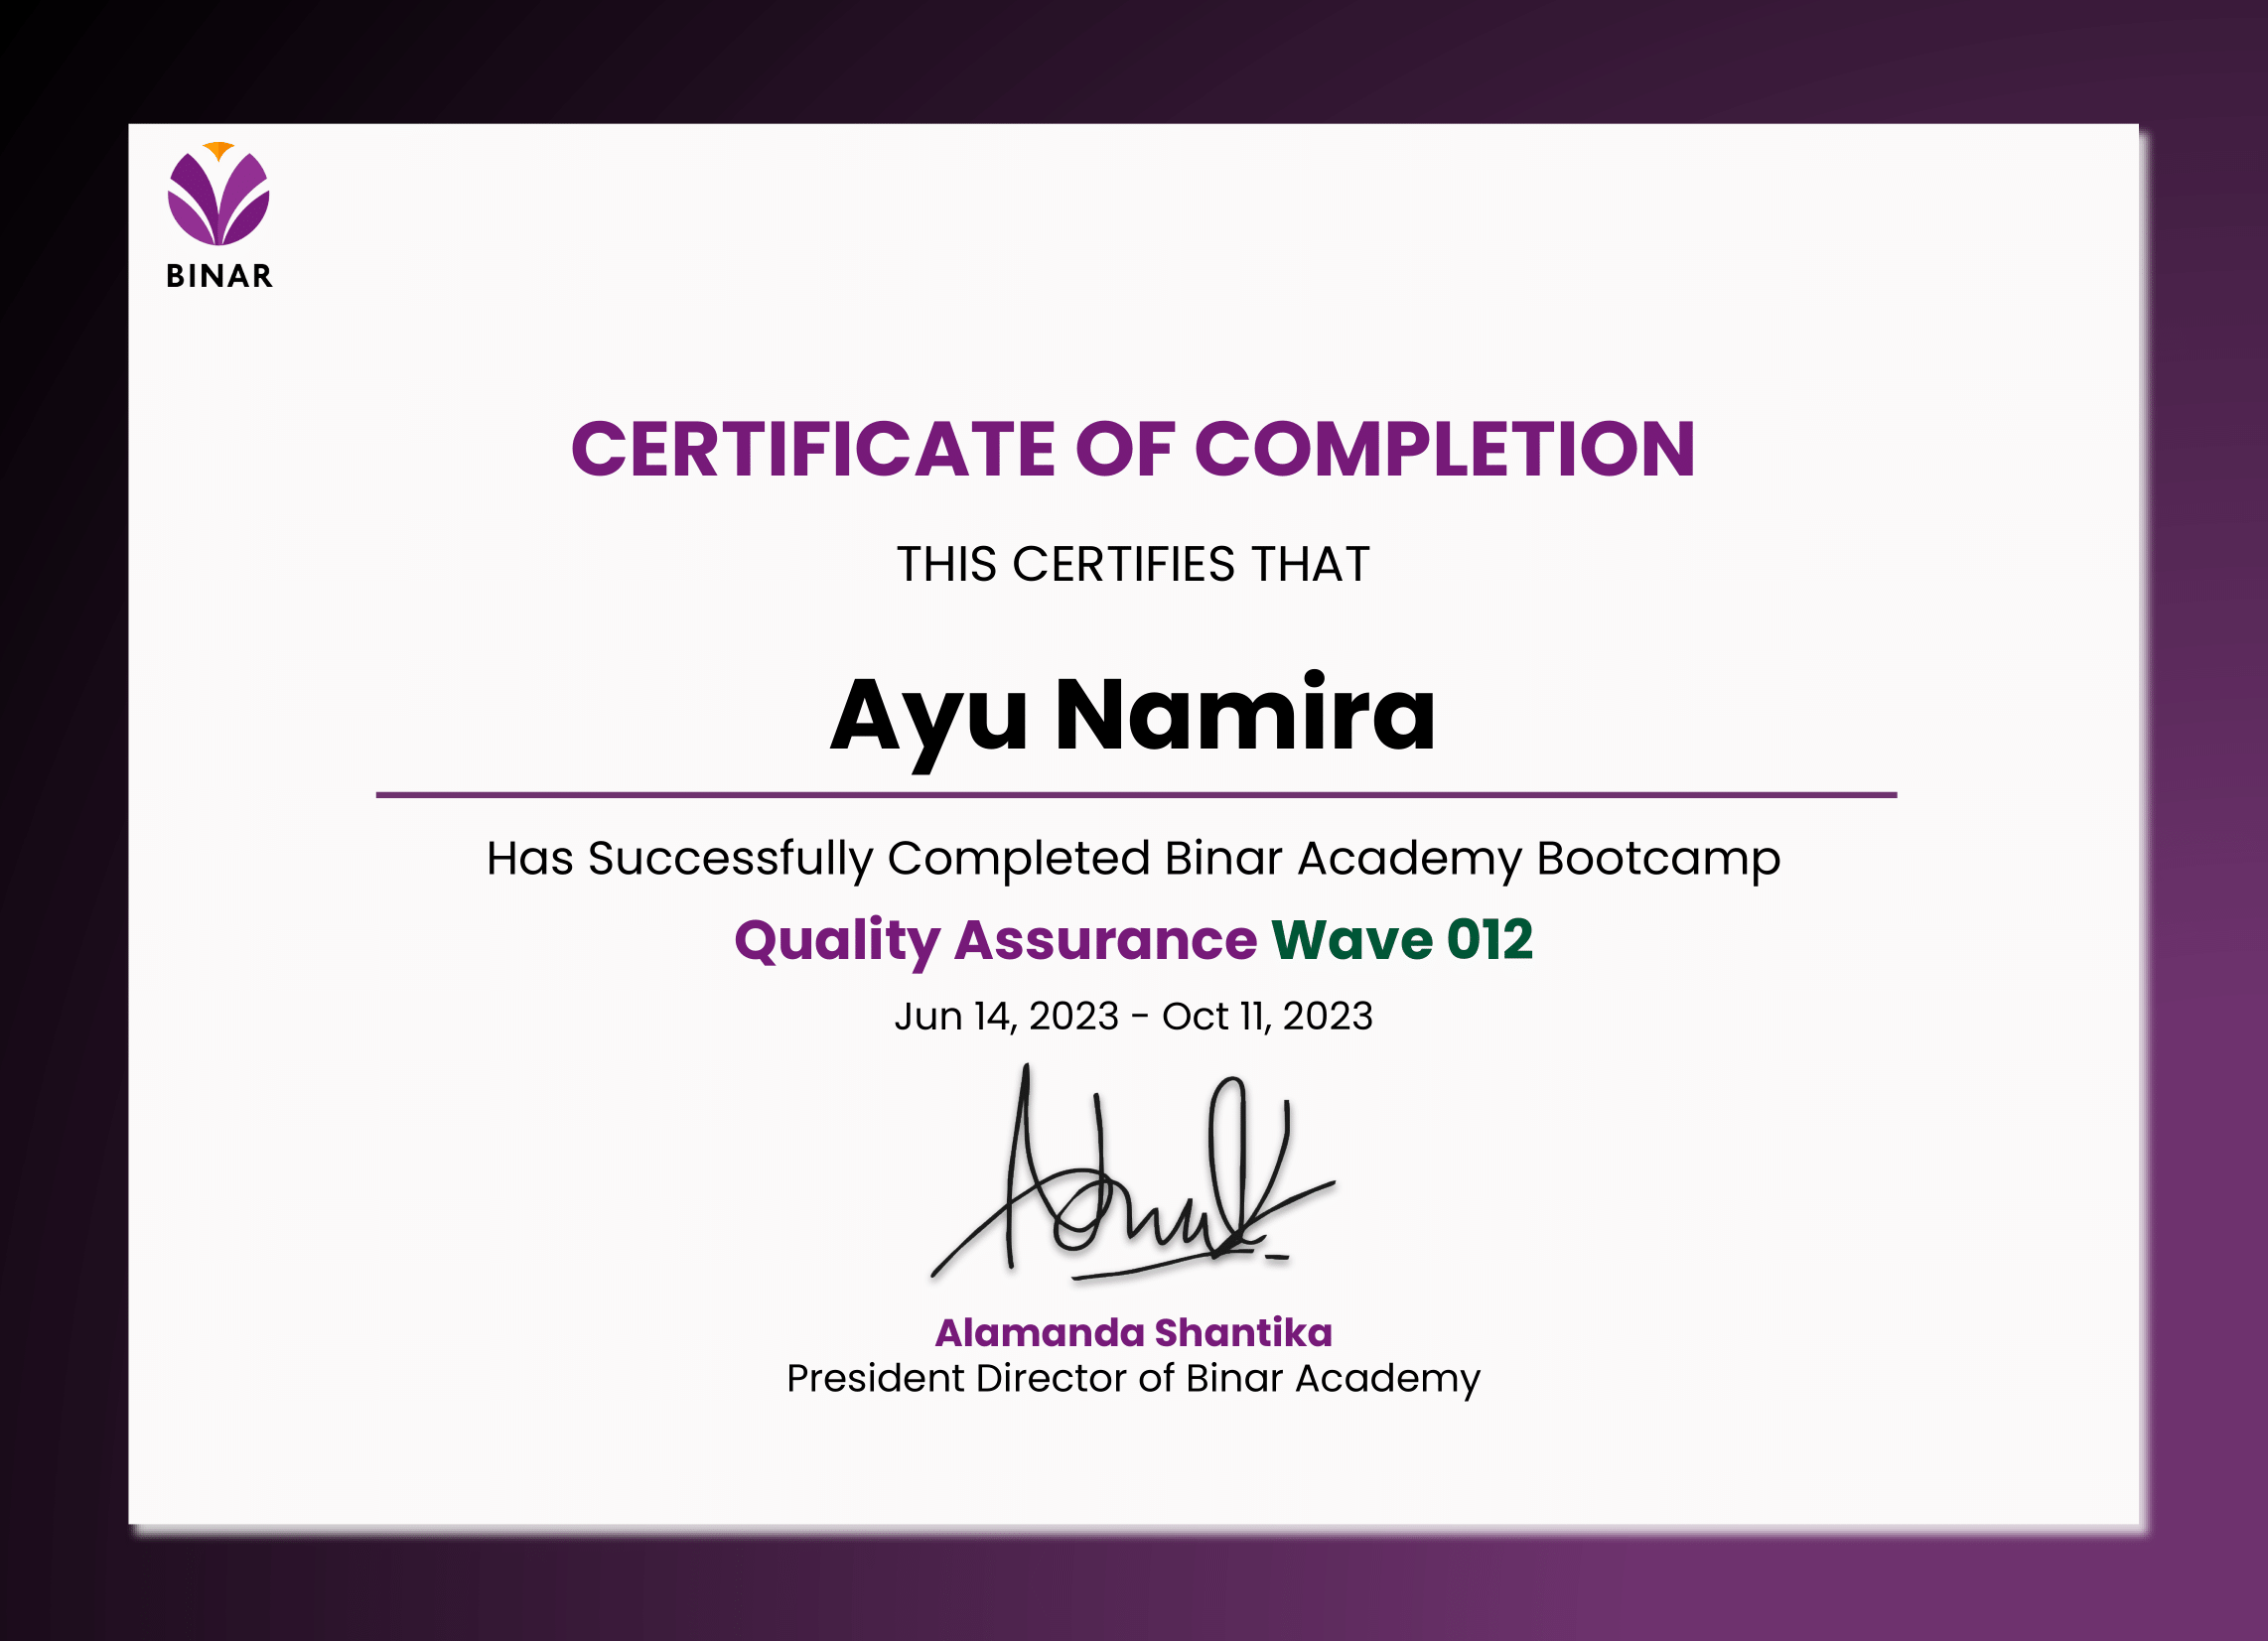 BINAR
CERTIFICATE OF COMPLETION
THIS CERTIFIES THAT
Ayu Namira
Has Successfully Completed Binar Academy Bootcamp
Quality Assurance Wave 012
Jun 14, 2023 - Oct 11, 2023
Alamanda Shantika
President Director of Binar Academy